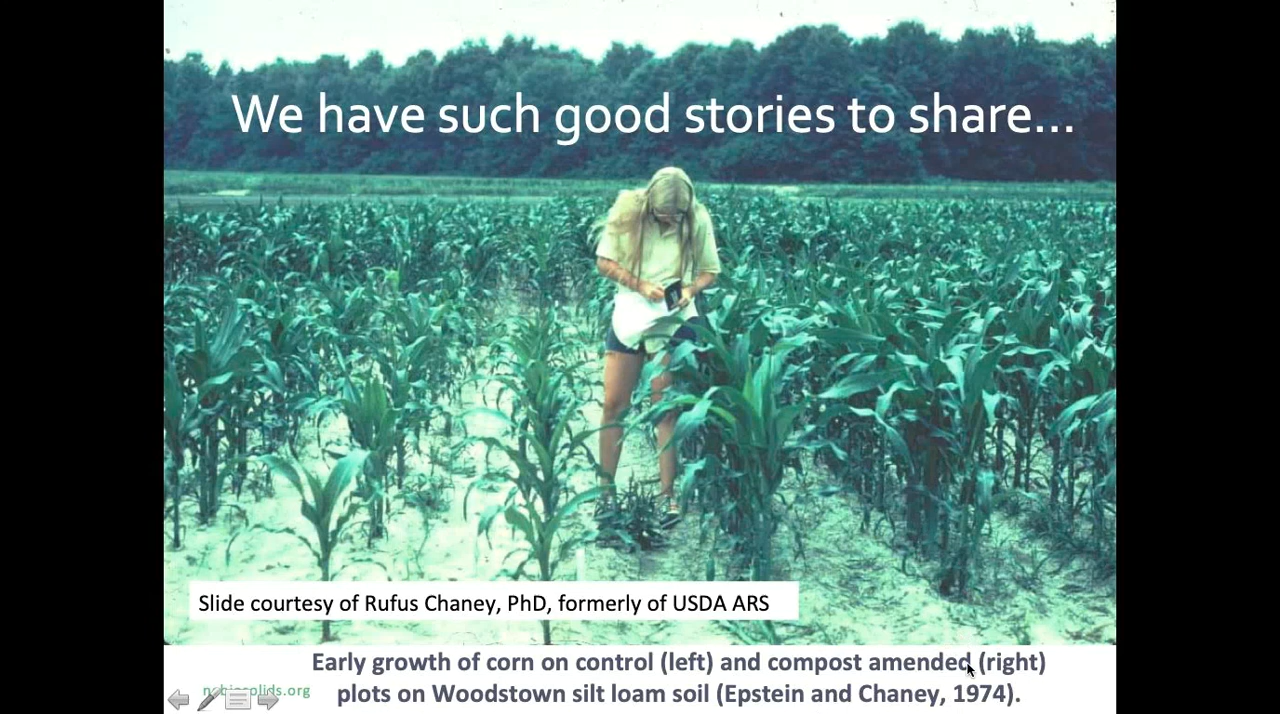 We have such good stories to share...
Slide courtesy of Rufus Chaney, PhD, formerly of USDA ARS
Early growth of corn on control (left) and compost amended (right)
plots on Woodstown silt loam soil (Epstein and Chaney, 1974).